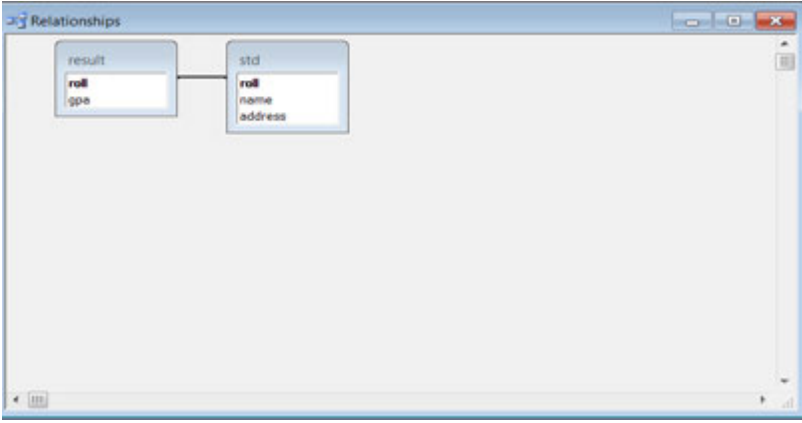 Relationships
result
roll
gpa
std
roll
name
address